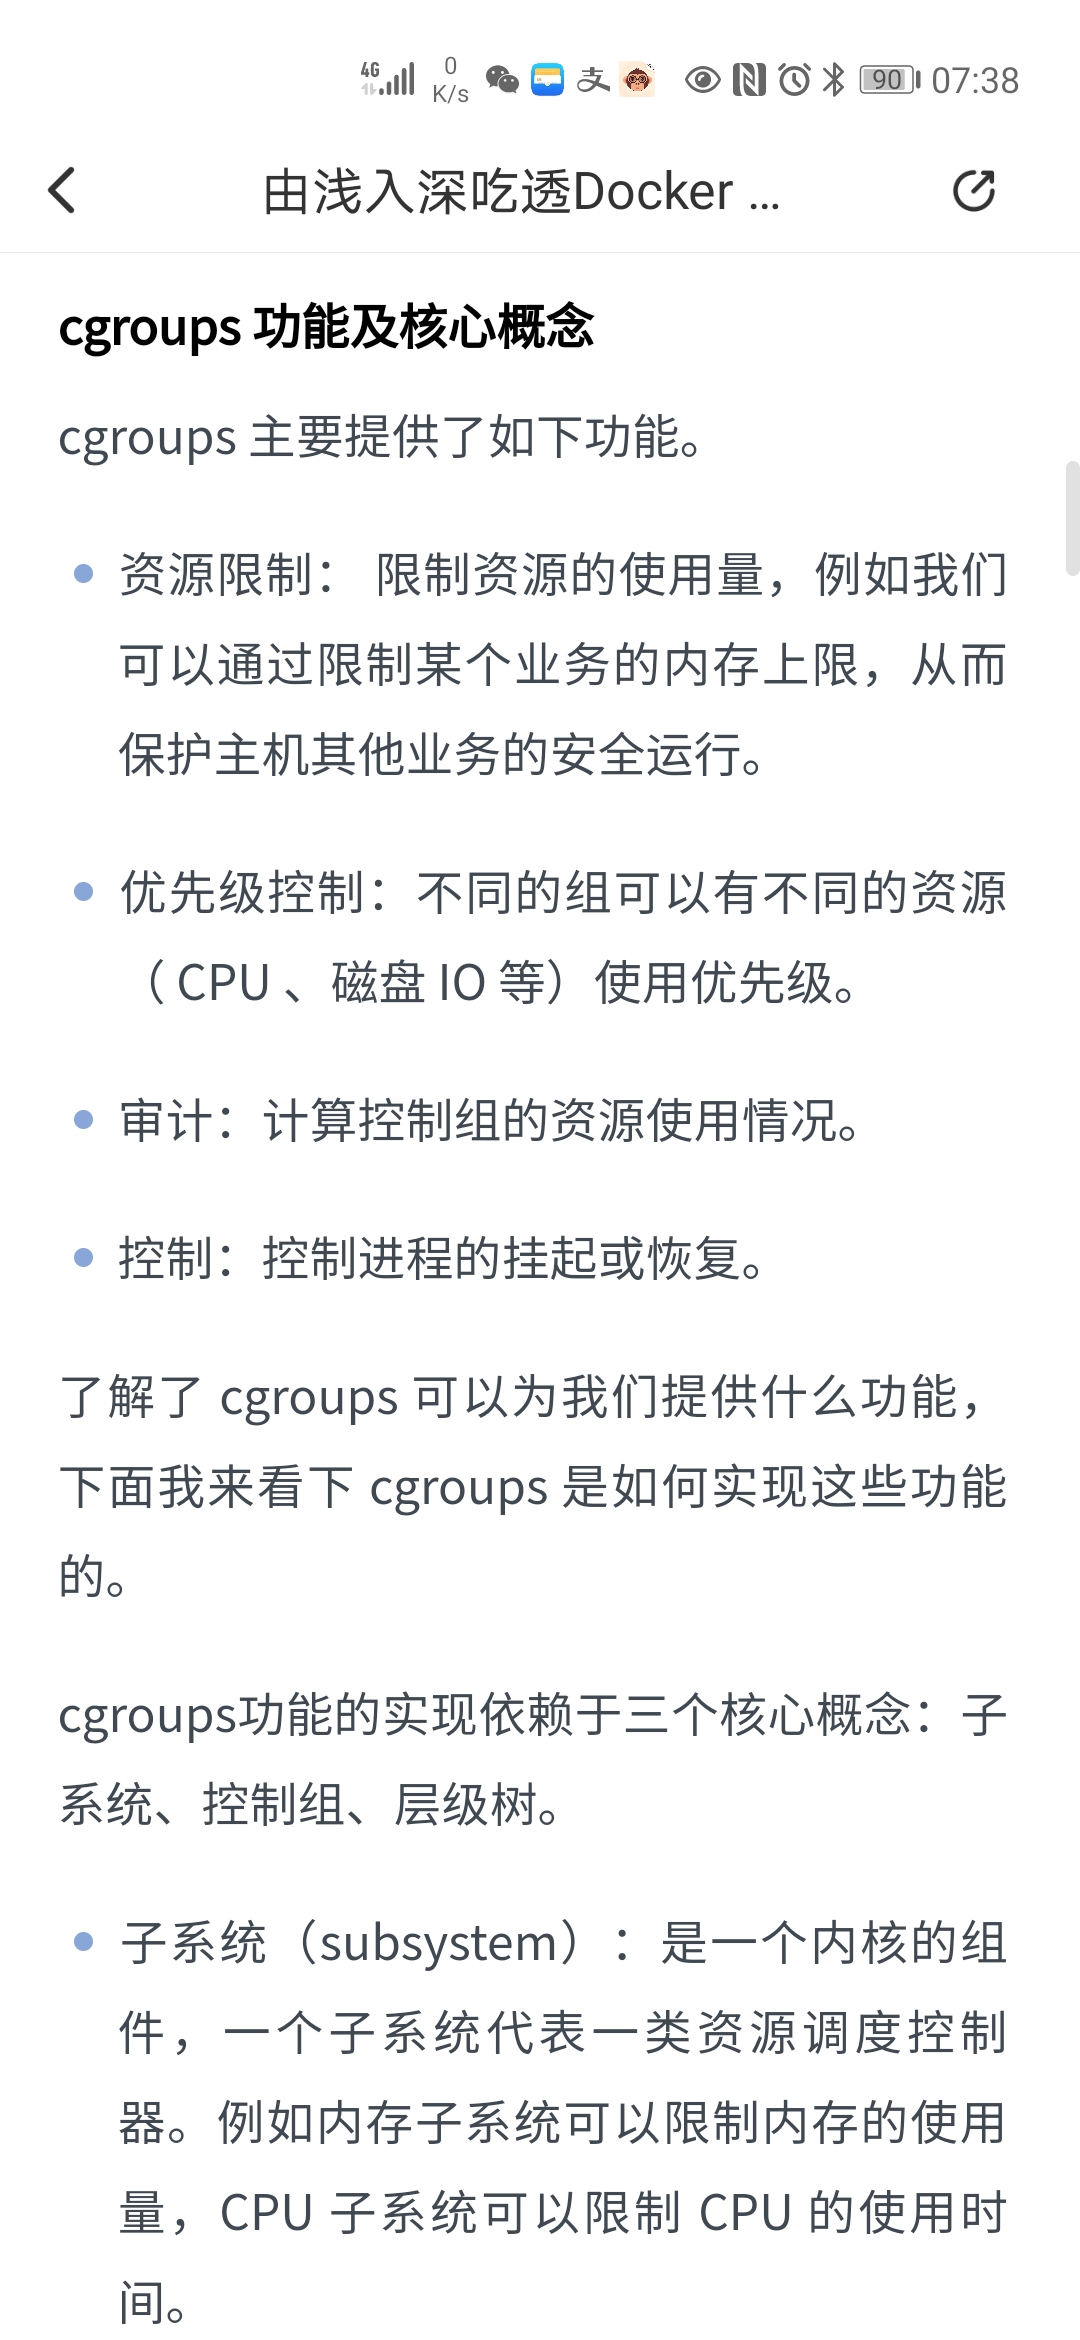 4G 0 K/s 支 90 07:38
由浅入深吃透Docker ...
cgroups 功能及核心概念
cgroups 主要提供了如下功能。
资源限制： 限制资源的使用量，例如我们
可以通过限制某个业务的内存上限，从而
保护主机其他业务的安全运行。
优先级控制：不同的组可以有不同的资源
（ CPU 、磁盘 IO 等）使用优先级。
审计：计算控制组的资源使用情况。
控制：控制进程的挂起或恢复。
了解了 cgroups 可以为我们提供什么功能，
下面我来看下 cgroups 是如何实现这些功能
的。
cgroups功能的实现依赖于三个核心概念：子
系统、控制组、层级树。
子系统（subsystem）：是一个内核的组
件，一个子系统代表一类资源调度控制
器。例如内存子系统可以限制内存的使用
量，CPU 子系统可以限制 CPU 的使用时
间。